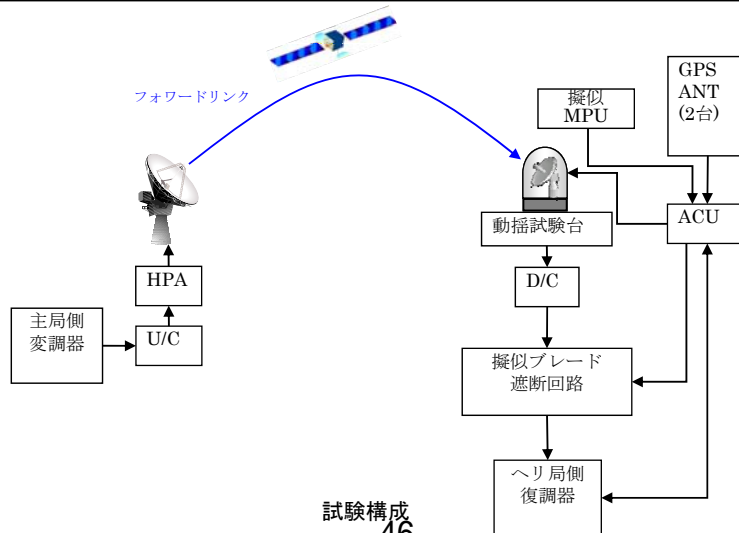 フォワードリンク
擬似
MPU
GPS
ANT
(2台)
ACU
動揺試験台
HPA
D/C
主局側
変調器
U/C
擬似ブレード
遮断回路
ヘリ局側
復調器
試験構成
46